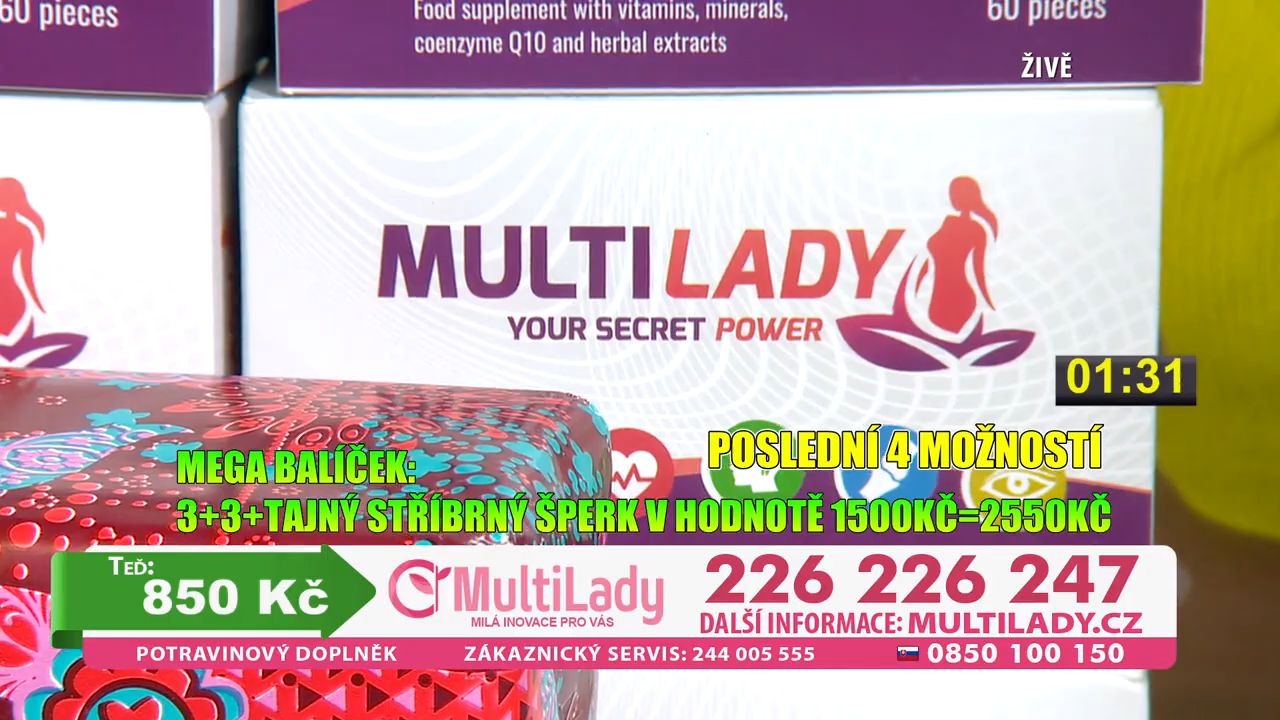 60 pieces
Food supplement with vitamins, minerals,
coenzyme Q10 and herbal extracts
60 pieces
ŽIVĚ
MULTILADY
YOUR SECRET POWER
01:31
POSLEDNÍ 4 MOŽNOSTÍ
MEGA BALÍČEK:
3+3+TAJNÝ STŘÍBRNÝ ŠPERK V HODNOTĚ 1500KČ=2550KČ
TEĎ:
850 Kč
MultiLady
MILÁ INOVACE PRO VÁS
226 226 247
DALŠÍ INFORMACE: MULTILADY.CZ
POTRAVINOVÝ DOPLNĚK
ZÁKAZNICKÝ SERVIS: 244 005 555
0850 100 150